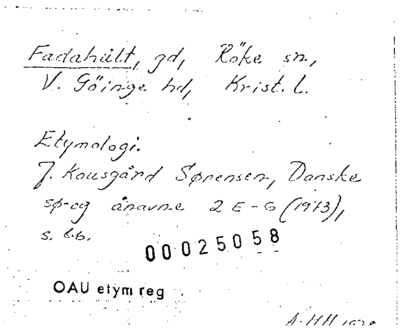 Fadahult, gd, Röke sn,
V. Göinge hd, Krist. l.
Etymologi.
J. Kousgård Sørensen, Danske
sø- og ånavne 2 E-G (1973),
s. 66.
00025058
OAU etym reg